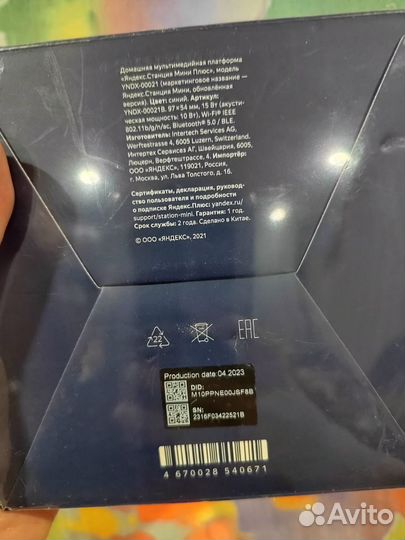 Домашняя мультимедийная платформа
«Яндекс.Станция Мини Плюс», модель
YNDX-00021 (маркетинговое название —
Яндекс.Станция Мини, обновлённая
версия). Цвет: синий. Артикул:
YNDX-00021B. 97×54 мм, 15 Вт (акусти-
ческая мощность: 10 Вт), Wi-Fi® IEEE
802.11b/g/n/ac, Bluetooth® 5.0 / BLE.
Изготовитель: Intertech Services AG,
Werftestrasse 4, 6005 Luzern, Switzerland.
Интертех Сервисез АГ, Швейцария, 6005,
Люцерн, Верфтештрассе, 4. Импортёр:
ООО «ЯНДЕКС», 119021, Россия,
г. Москва, ул. Льва Толстого, д. 16.
Сертификаты, декларация, руковод-
ство пользователя и подробности
о подписке Яндекс.Плюс: yandex.ru/
support/station-mini. Гарантия: 1 год.
Срок службы: 2 года. Сделано в Китае.
© ООО «ЯНДЕКС», 2021
22
EAC
Production date 04.2023
DID:
M10PPNE00JSF8B
SN:
2316F03422521B
4 670028 540671
Avito